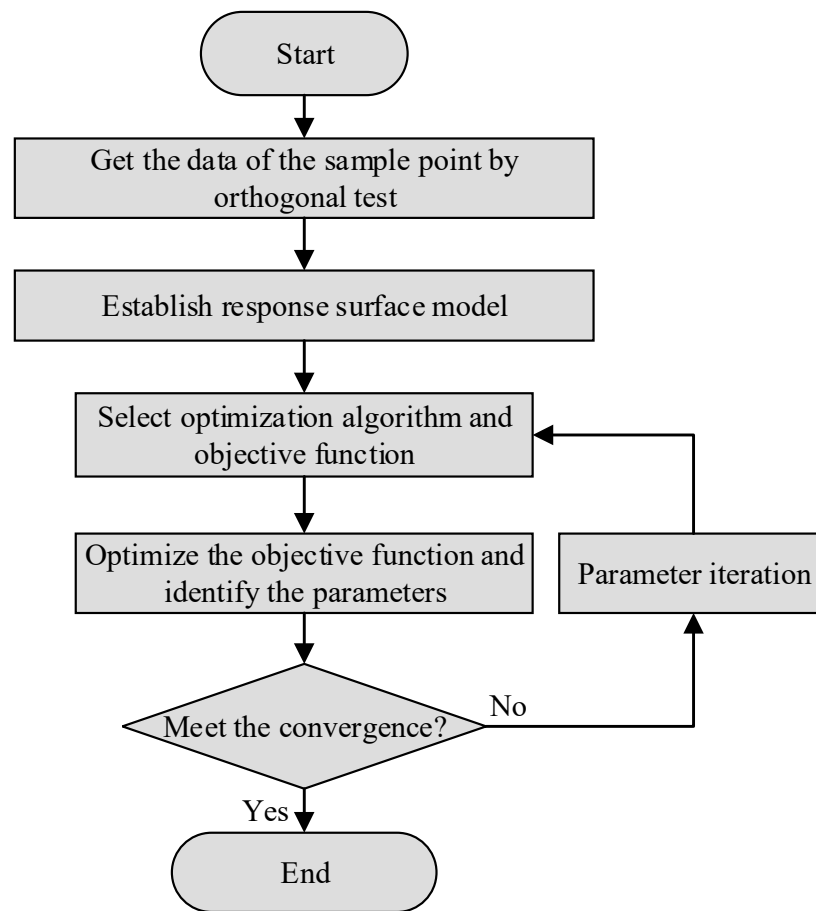 Start
Get the data of the sample point by
orthogonal test
Establish response surface model
Select optimization algorithm and
objective function
Optimize the objective function and
identify the parameters
Parameter iteration
Meet the convergence?
No
Yes
End